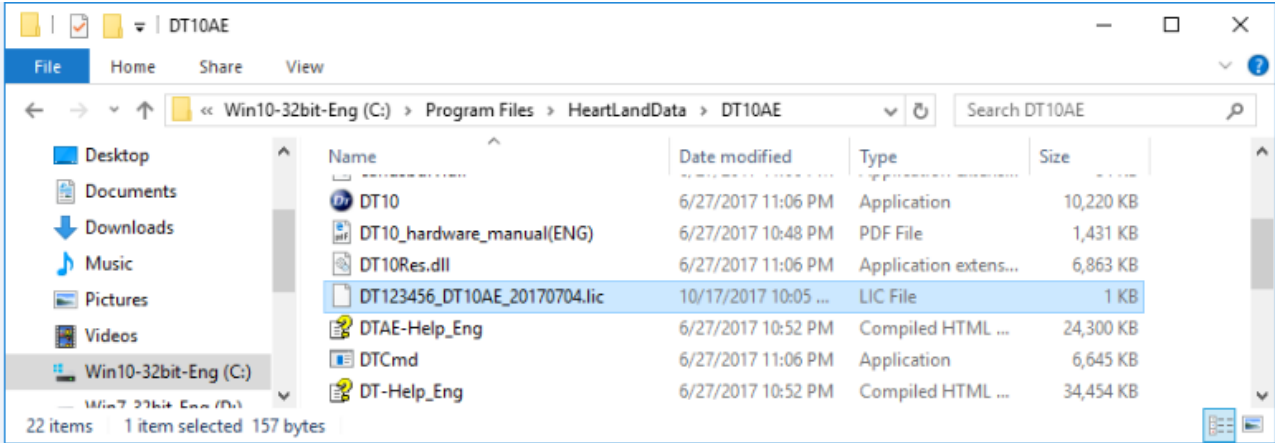 DT10AE
File Home Share View
« Win10-32bit-Eng (C:) > Program Files > HeartLandData > DT10AE Search DT10AE
Desktop
Documents
Downloads
Music
Pictures
Videos
Win10-32bit-Eng (C:)
Win7-32bit-Eng (D:)
Name Date modified Type Size
DT10 6/27/2017 11:06 PM Application 10,220 KB
DT10_hardware_manual(ENG) 6/27/2017 10:48 PM PDF File 1,431 KB
DT10Res.dll 6/27/2017 11:06 PM Application extens... 6,863 KB
DT123456_DT10AE_20170704.lic 10/17/2017 10:05 ... LIC File 1 KB
DTAE-Help_Eng 6/27/2017 10:52 PM Compiled HTML ... 24,300 KB
DTCmd 6/27/2017 11:06 PM Application 6,645 KB
DT-Help_Eng 6/27/2017 10:52 PM Compiled HTML ... 34,454 KB
22 items 1 item selected 157 bytes